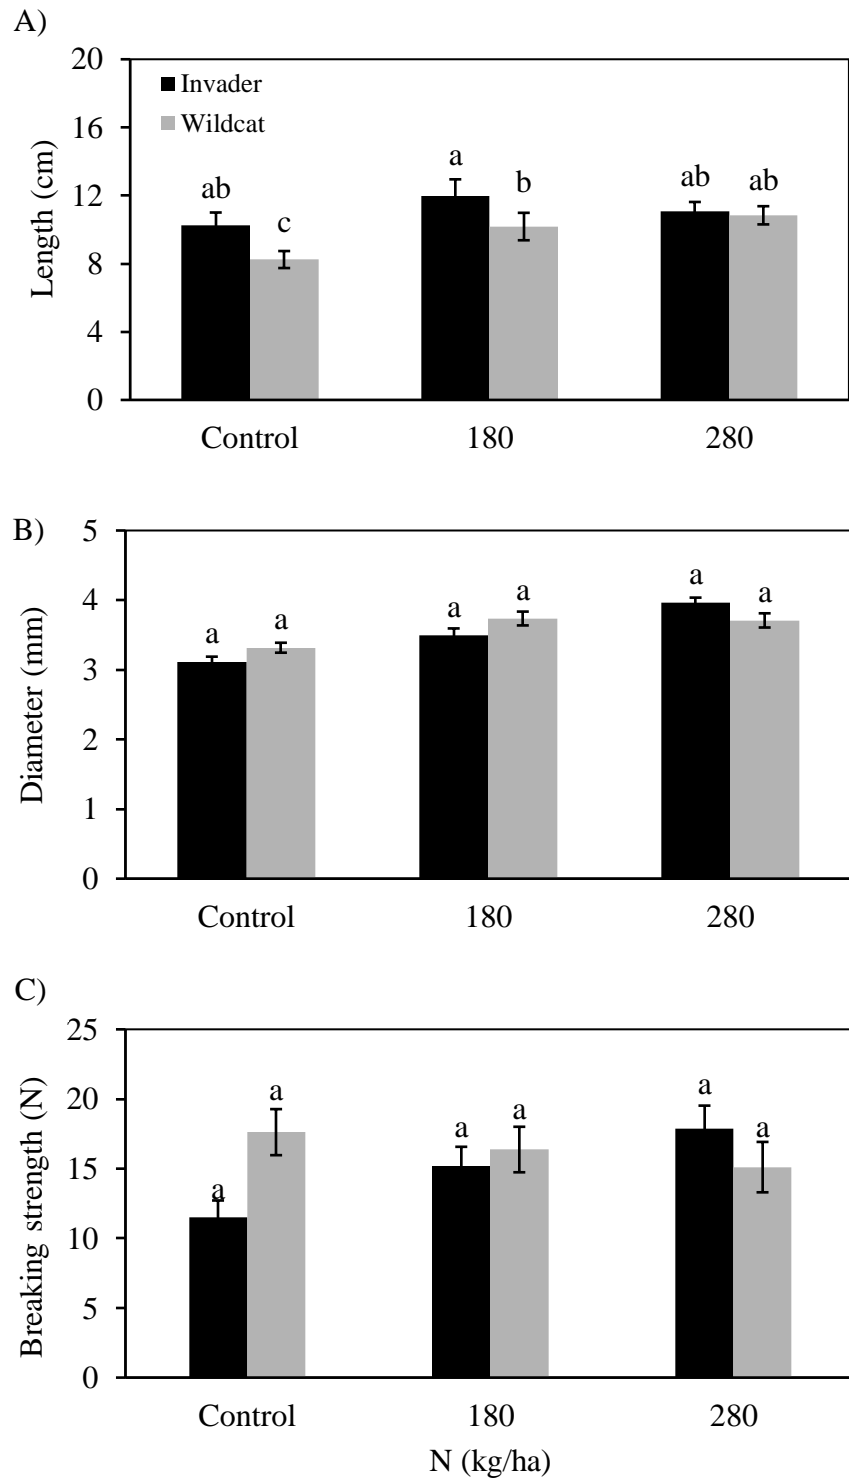 A)
20
16
12
8
4
0
Length (cm)
Invader
Wildcat
ab
c
a
b
ab
ab
Control 180 280
B)
5
4
3
2
1
0
Diameter (mm)
a
a
a
a
a
a
Control 180 280
C)
25
20
15
10
5
0
Breaking strength (N)
a
a
a
a
a
a
Control 180 280
N (kg/ha)